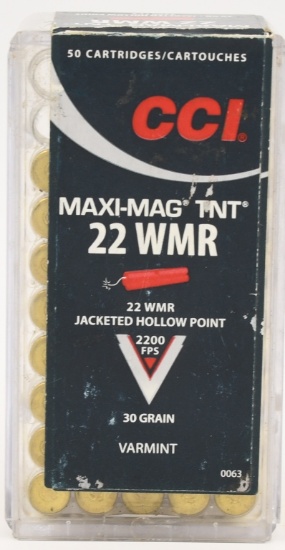 50 CARTRIDGES/CARTOUCHES
CCI.
MAXI-MAG® TNT®
22 WMR
22 WMR
JACKETED HOLLOW POINT
2200
FPS
30 GRAIN
VARMINT
0063